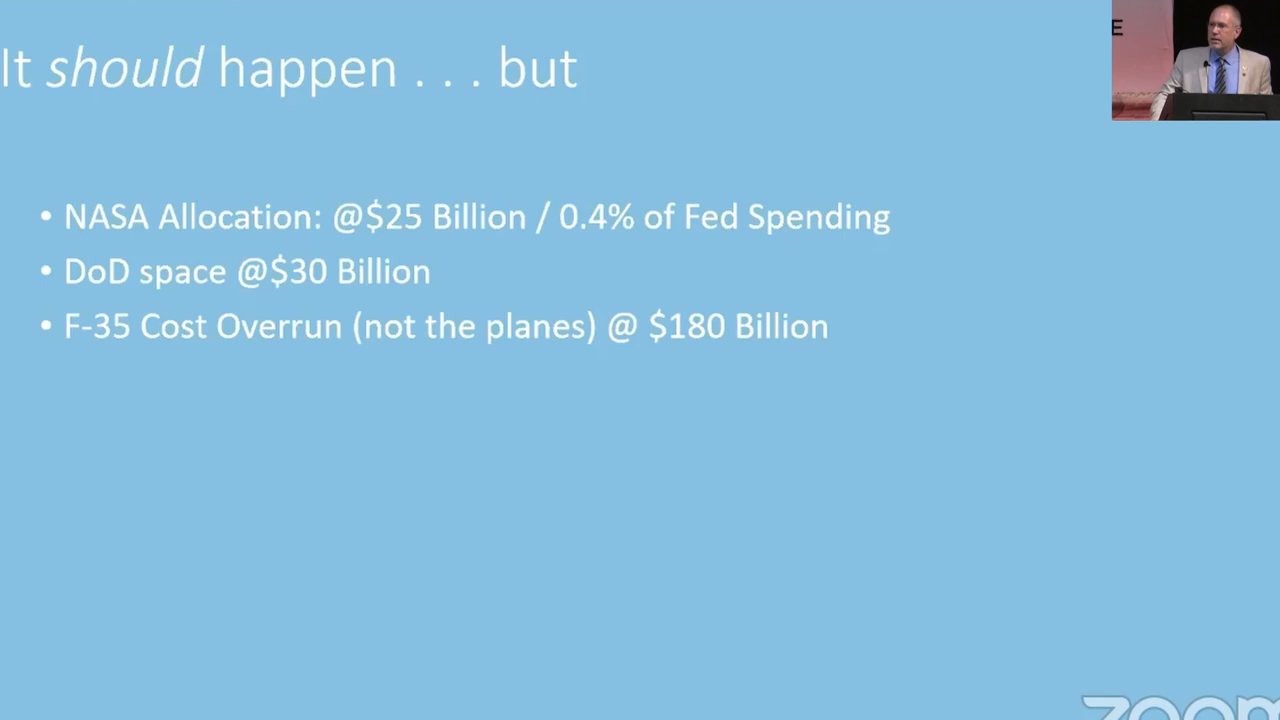 It should happen . . . but
E
• NASA Allocation: @$25 Billion / 0.4% of Fed Spending
• DoD space @$30 Billion
• F-35 Cost Overrun (not the planes) @ $180 Billion
zoom